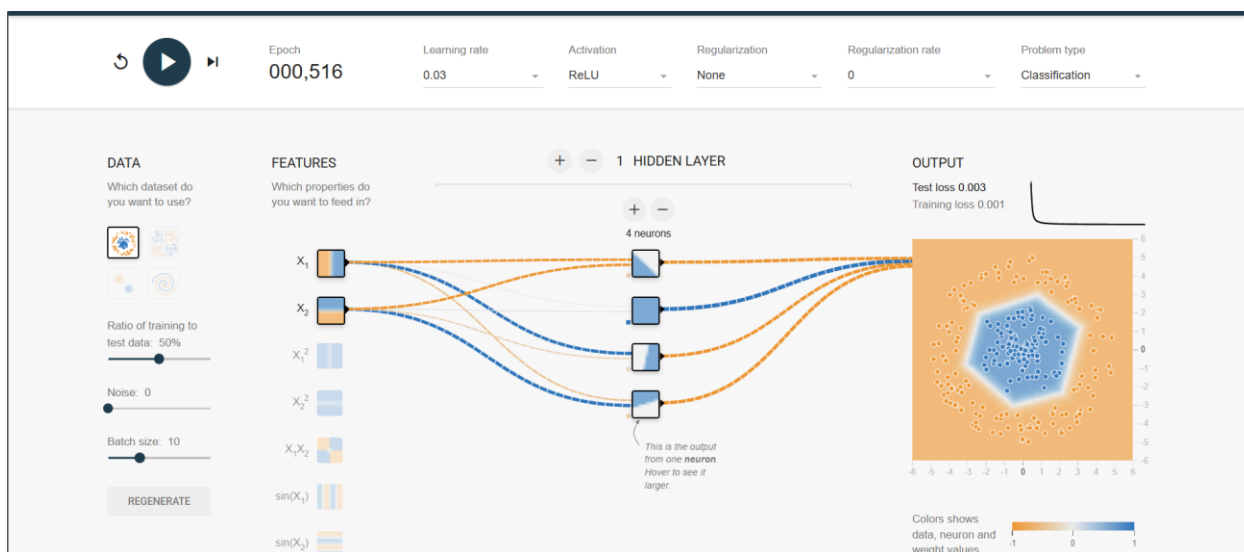 Epoch
000,516
Learning rate
0.03
Activation
ReLU
Regularization
None
Regularization rate
0
Problem type
Classification
DATA
Which dataset do
you want to use?
Ratio of training to
test data: 50%
Noise: 0
Batch size: 10
REGENERATE
FEATURES
Which properties do
you want to feed in?
X₁
X₂
X₁²
X₂²
X₁X₂
sin(X₁)
sin(X₂)
+ − 1 HIDDEN LAYER
+ −
4 neurons
This is the output
from one neuron.
Hover to see it
larger.
OUTPUT
Test loss 0.003
Training loss 0.001
6
5
4
3
2
1
0
-1
-2
-3
-4
-5
-6
-6 -5 -4 -3 -2 -1 0 1 2 3 4 5 6
Colors shows
data, neuron and
weight values.
-1 0 1